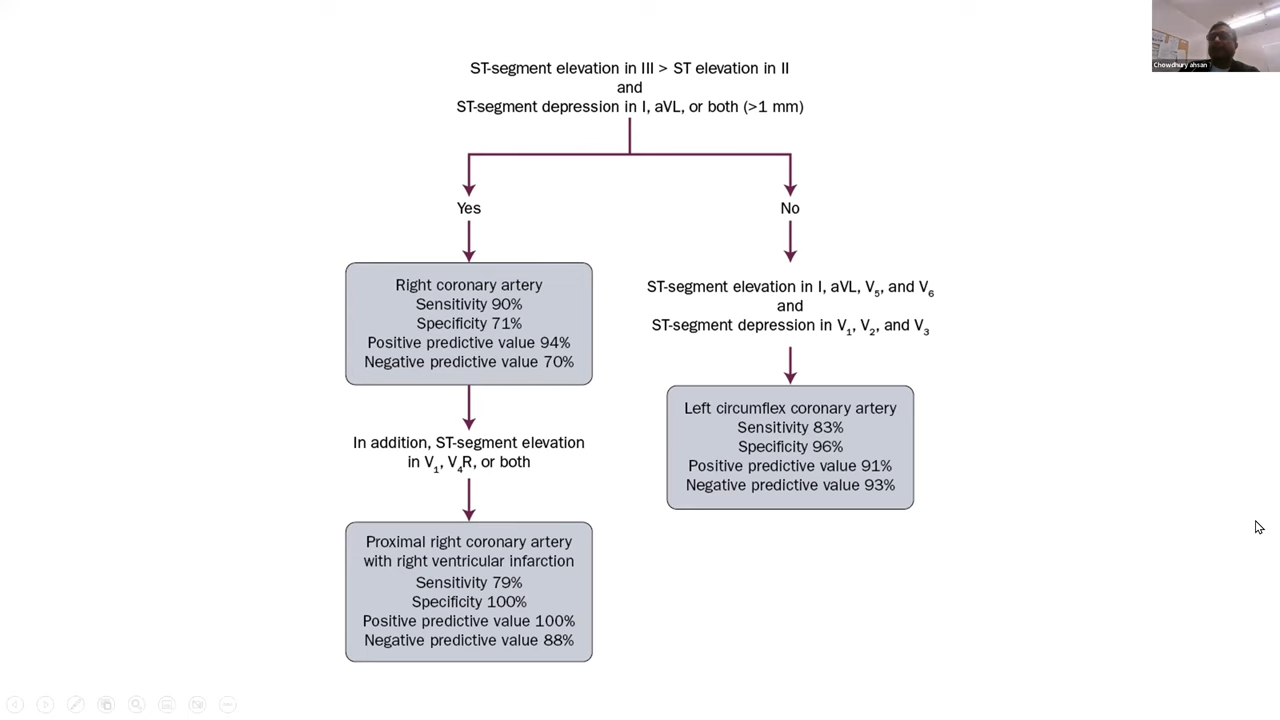 Chowdhury ahsan
ST-segment elevation in III > ST elevation in II
and
ST-segment depression in I, aVL, or both (>1 mm)
Yes
No
Right coronary artery
Sensitivity 90%
Specificity 71%
Positive predictive value 94%
Negative predictive value 70%
In addition, ST-segment elevation
in V₁, V₄R, or both
Proximal right coronary artery
with right ventricular infarction
Sensitivity 79%
Specificity 100%
Positive predictive value 100%
Negative predictive value 88%
ST-segment elevation in I, aVL, V₅, and V₆
and
ST-segment depression in V₁, V₂, and V₃
Left circumflex coronary artery
Sensitivity 83%
Specificity 96%
Positive predictive value 91%
Negative predictive value 93%